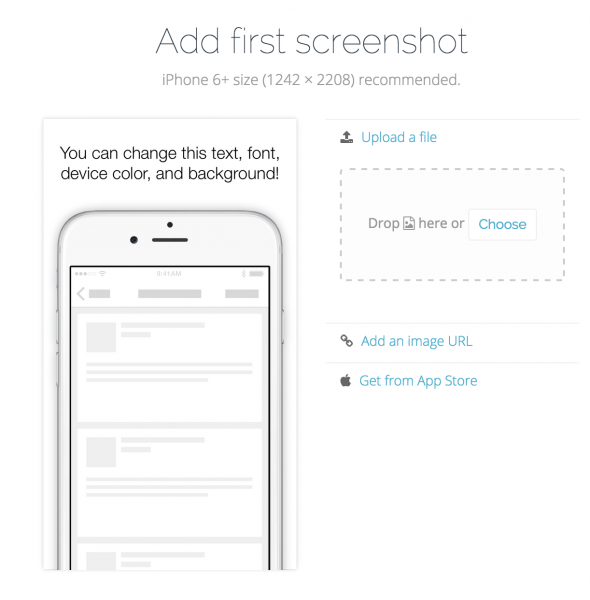 Add first screenshot
iPhone 6+ size (1242 × 2208) recommended.
You can change this text, font,
device color, and background!
9:41 AM
Upload a file
Drop here or Choose
Add an image URL
Get from App Store